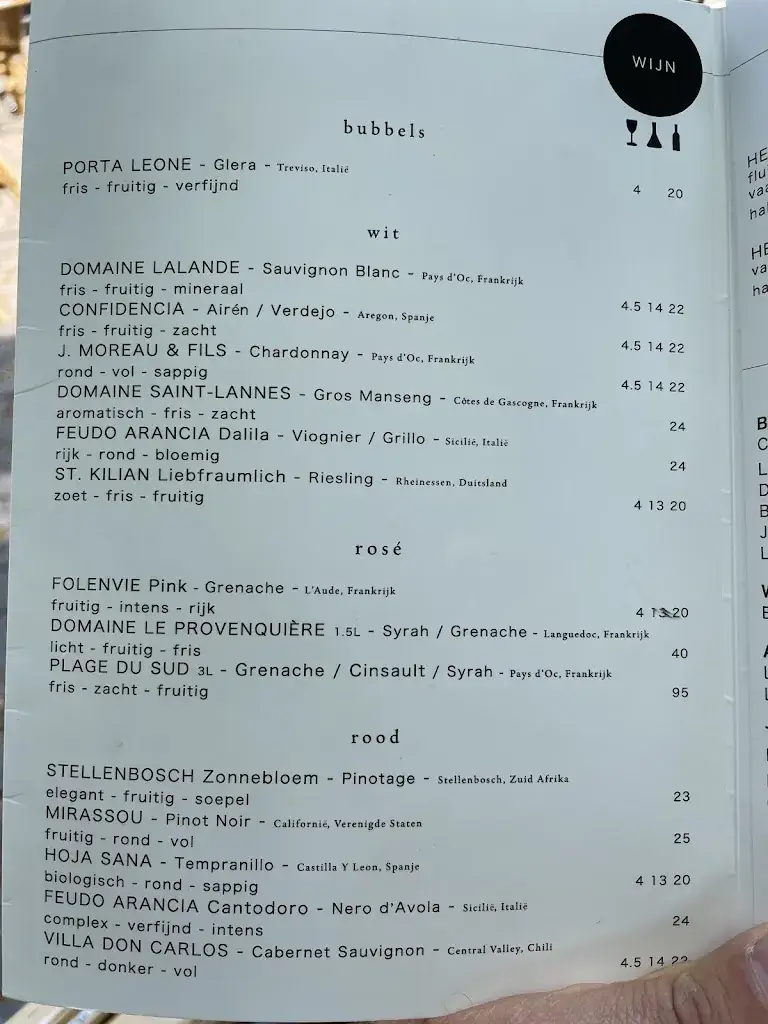 WIJN
bubbels
PORTA LEONE - Glera - Treviso, Italië
fris - fruitig - verfijnd 4 20
wit
DOMAINE LALANDE - Sauvignon Blanc - Pays d'Oc, Frankrijk
fris - fruitig - mineraal 4.5 14 22
CONFIDENCIA - Airén / Verdejo - Aregon, Spanje
fris - fruitig - zacht 4.5 14 22
J. MOREAU & FILS - Chardonnay - Pays d'Oc, Frankrijk
rond - vol - sappig 4.5 14 22
DOMAINE SAINT-LANNES - Gros Manseng - Côtes de Gascogne, Frankrijk
aromatisch - fris - zacht 24
FEUDO ARANCIA Dalila - Viognier / Grillo - Sicilië, Italië
rijk - rond - bloemig 24
ST. KILIAN Liebfraumlich - Riesling - Rheinessen, Duitsland
zoet - fris - fruitig 4 13 20
rosé
FOLENVIE Pink - Grenache - L'Aude, Frankrijk
fruitig - intens - rijk 4 13 20
DOMAINE LE PROVENQUIÈRE 1.5L - Syrah / Grenache - Languedoc, Frankrijk
licht - fruitig - fris 40
PLAGE DU SUD 3L - Grenache / Cinsault / Syrah - Pays d'Oc, Frankrijk
fris - zacht - fruitig 95
rood
STELLENBOSCH Zonnebloem - Pinotage - Stellenbosch, Zuid Afrika
elegant - fruitig - soepel 23
MIRASSOU - Pinot Noir - Californië, Verenigde Staten
fruitig - rond - vol 25
HOJA SANA - Tempranillo - Castilla Y Leon, Spanje
biologisch - rond - sappig 4 13 20
FEUDO ARANCIA Cantodoro - Nero d'Avola - Sicilië, Italië
complex - verfijnd - intens 24
VILLA DON CARLOS - Cabernet Sauvignon - Central Valley, Chili
rond - donker - vol 4.5 14 22